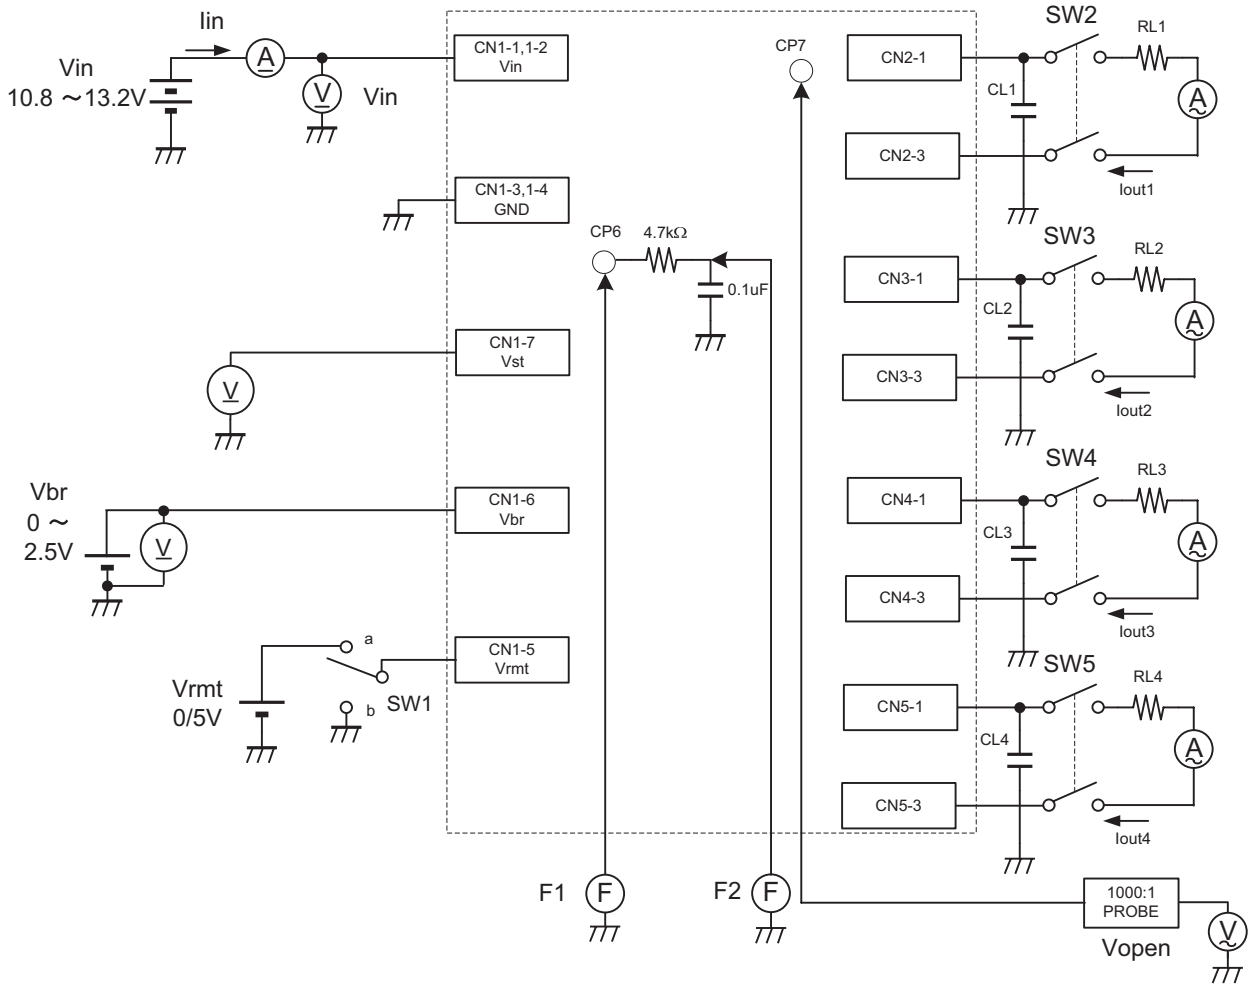 Iin
A
Vin
10.8 ～13.2V
V
Vin
CN1-1,1-2
Vin
CN1-3,1-4
GND
CN1-7
Vst
V
Vbr
0 ～
2.5V
V
CN1-6
Vbr
Vrmt
0/5V
a
b
SW1
CN1-5
Vrmt
CP6
4.7kΩ
0.1uF
F1
F
F2
F
CP7
CN2-1
CN2-3
CL1
SW2
RL1
A
Iout1
CN3-1
CN3-3
CL2
SW3
RL2
A
Iout2
CN4-1
CN4-3
CL3
SW4
RL3
A
Iout3
CN5-1
CN5-3
CL4
SW5
RL4
A
Iout4
1000:1
PROBE
Vopen
V